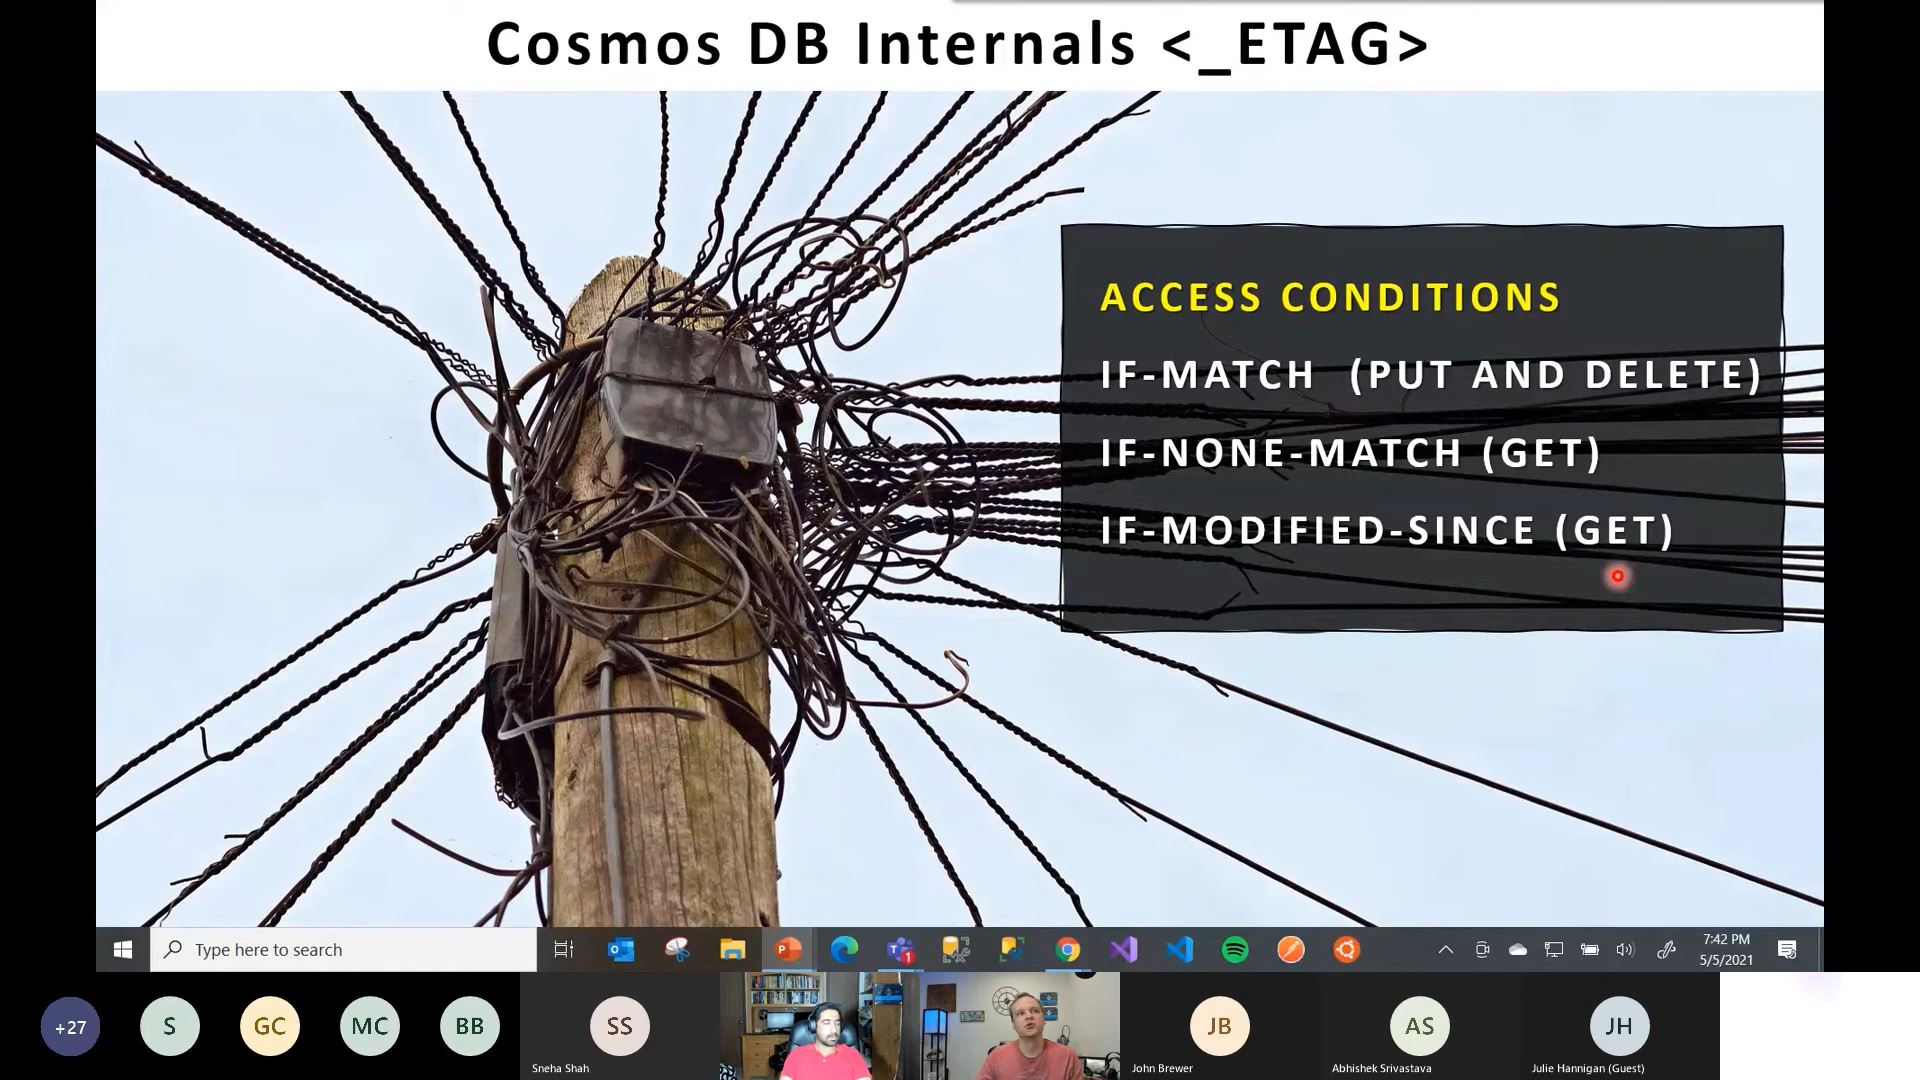 Cosmos DB Internals <_ETAG>
ACCESS CONDITIONS
IF-MATCH (PUT AND DELETE)
IF-NONE-MATCH (GET)
IF-MODIFIED-SINCE (GET)
Type here to search
1
7:42 PM
5/5/2021
+27
S
GC
MC
BB
SS
JB
AS
JH
Sneha Shah
John Brewer
Abhishek Srivastava
Julie Hannigan (Guest)